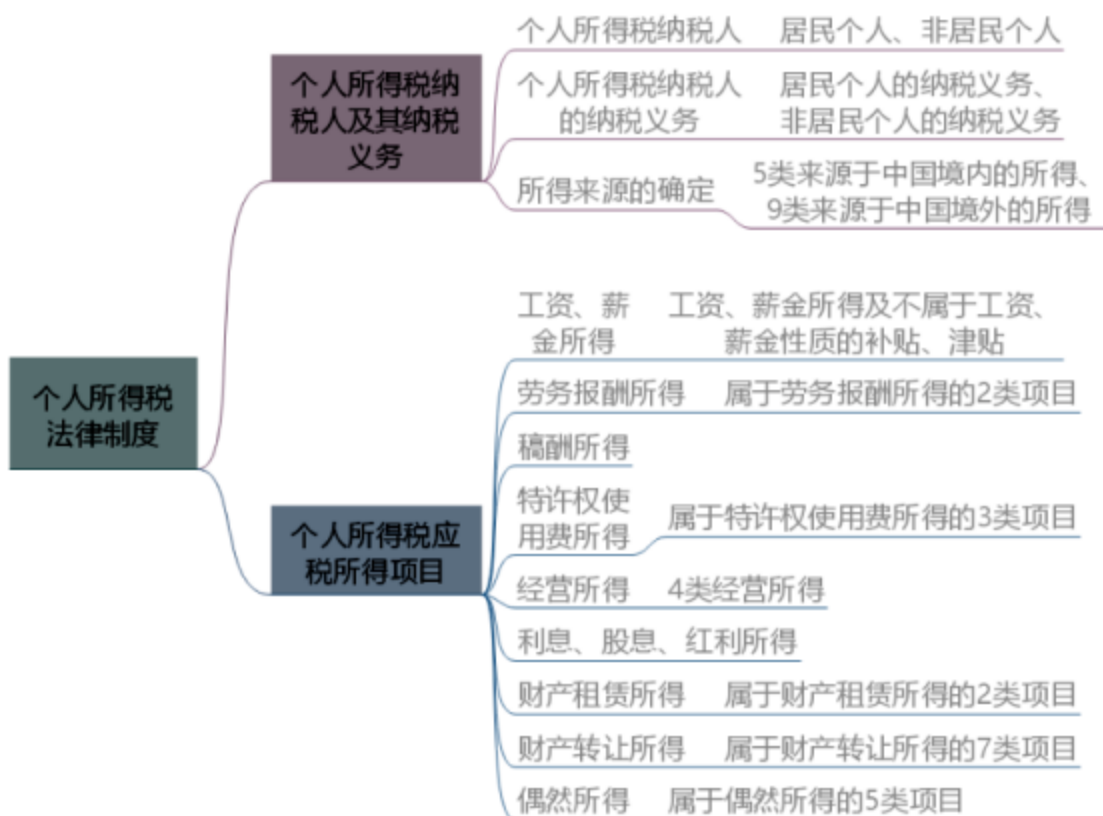 个人所得税
法律制度
个人所得税纳
税人及其纳税
义务
个人所得税纳税人
居民个人、非居民个人
个人所得税纳税人
的纳税义务
居民个人的纳税义务、
非居民个人的纳税义务
所得来源的确定
5类来源于中国境内的所得、
9类来源于中国境外的所得
个人所得税应
税所得项目
工资、薪
金所得
工资、薪金所得及不属于工资、
薪金性质的补贴、津贴
劳务报酬所得
属于劳务报酬所得的2类项目
稿酬所得
特许权使
用费所得
属于特许权使用费所得的3类项目
经营所得
4类经营所得
利息、股息、红利所得
财产租赁所得
属于财产租赁所得的2类项目
财产转让所得
属于财产转让所得的7类项目
偶然所得
属于偶然所得的5类项目